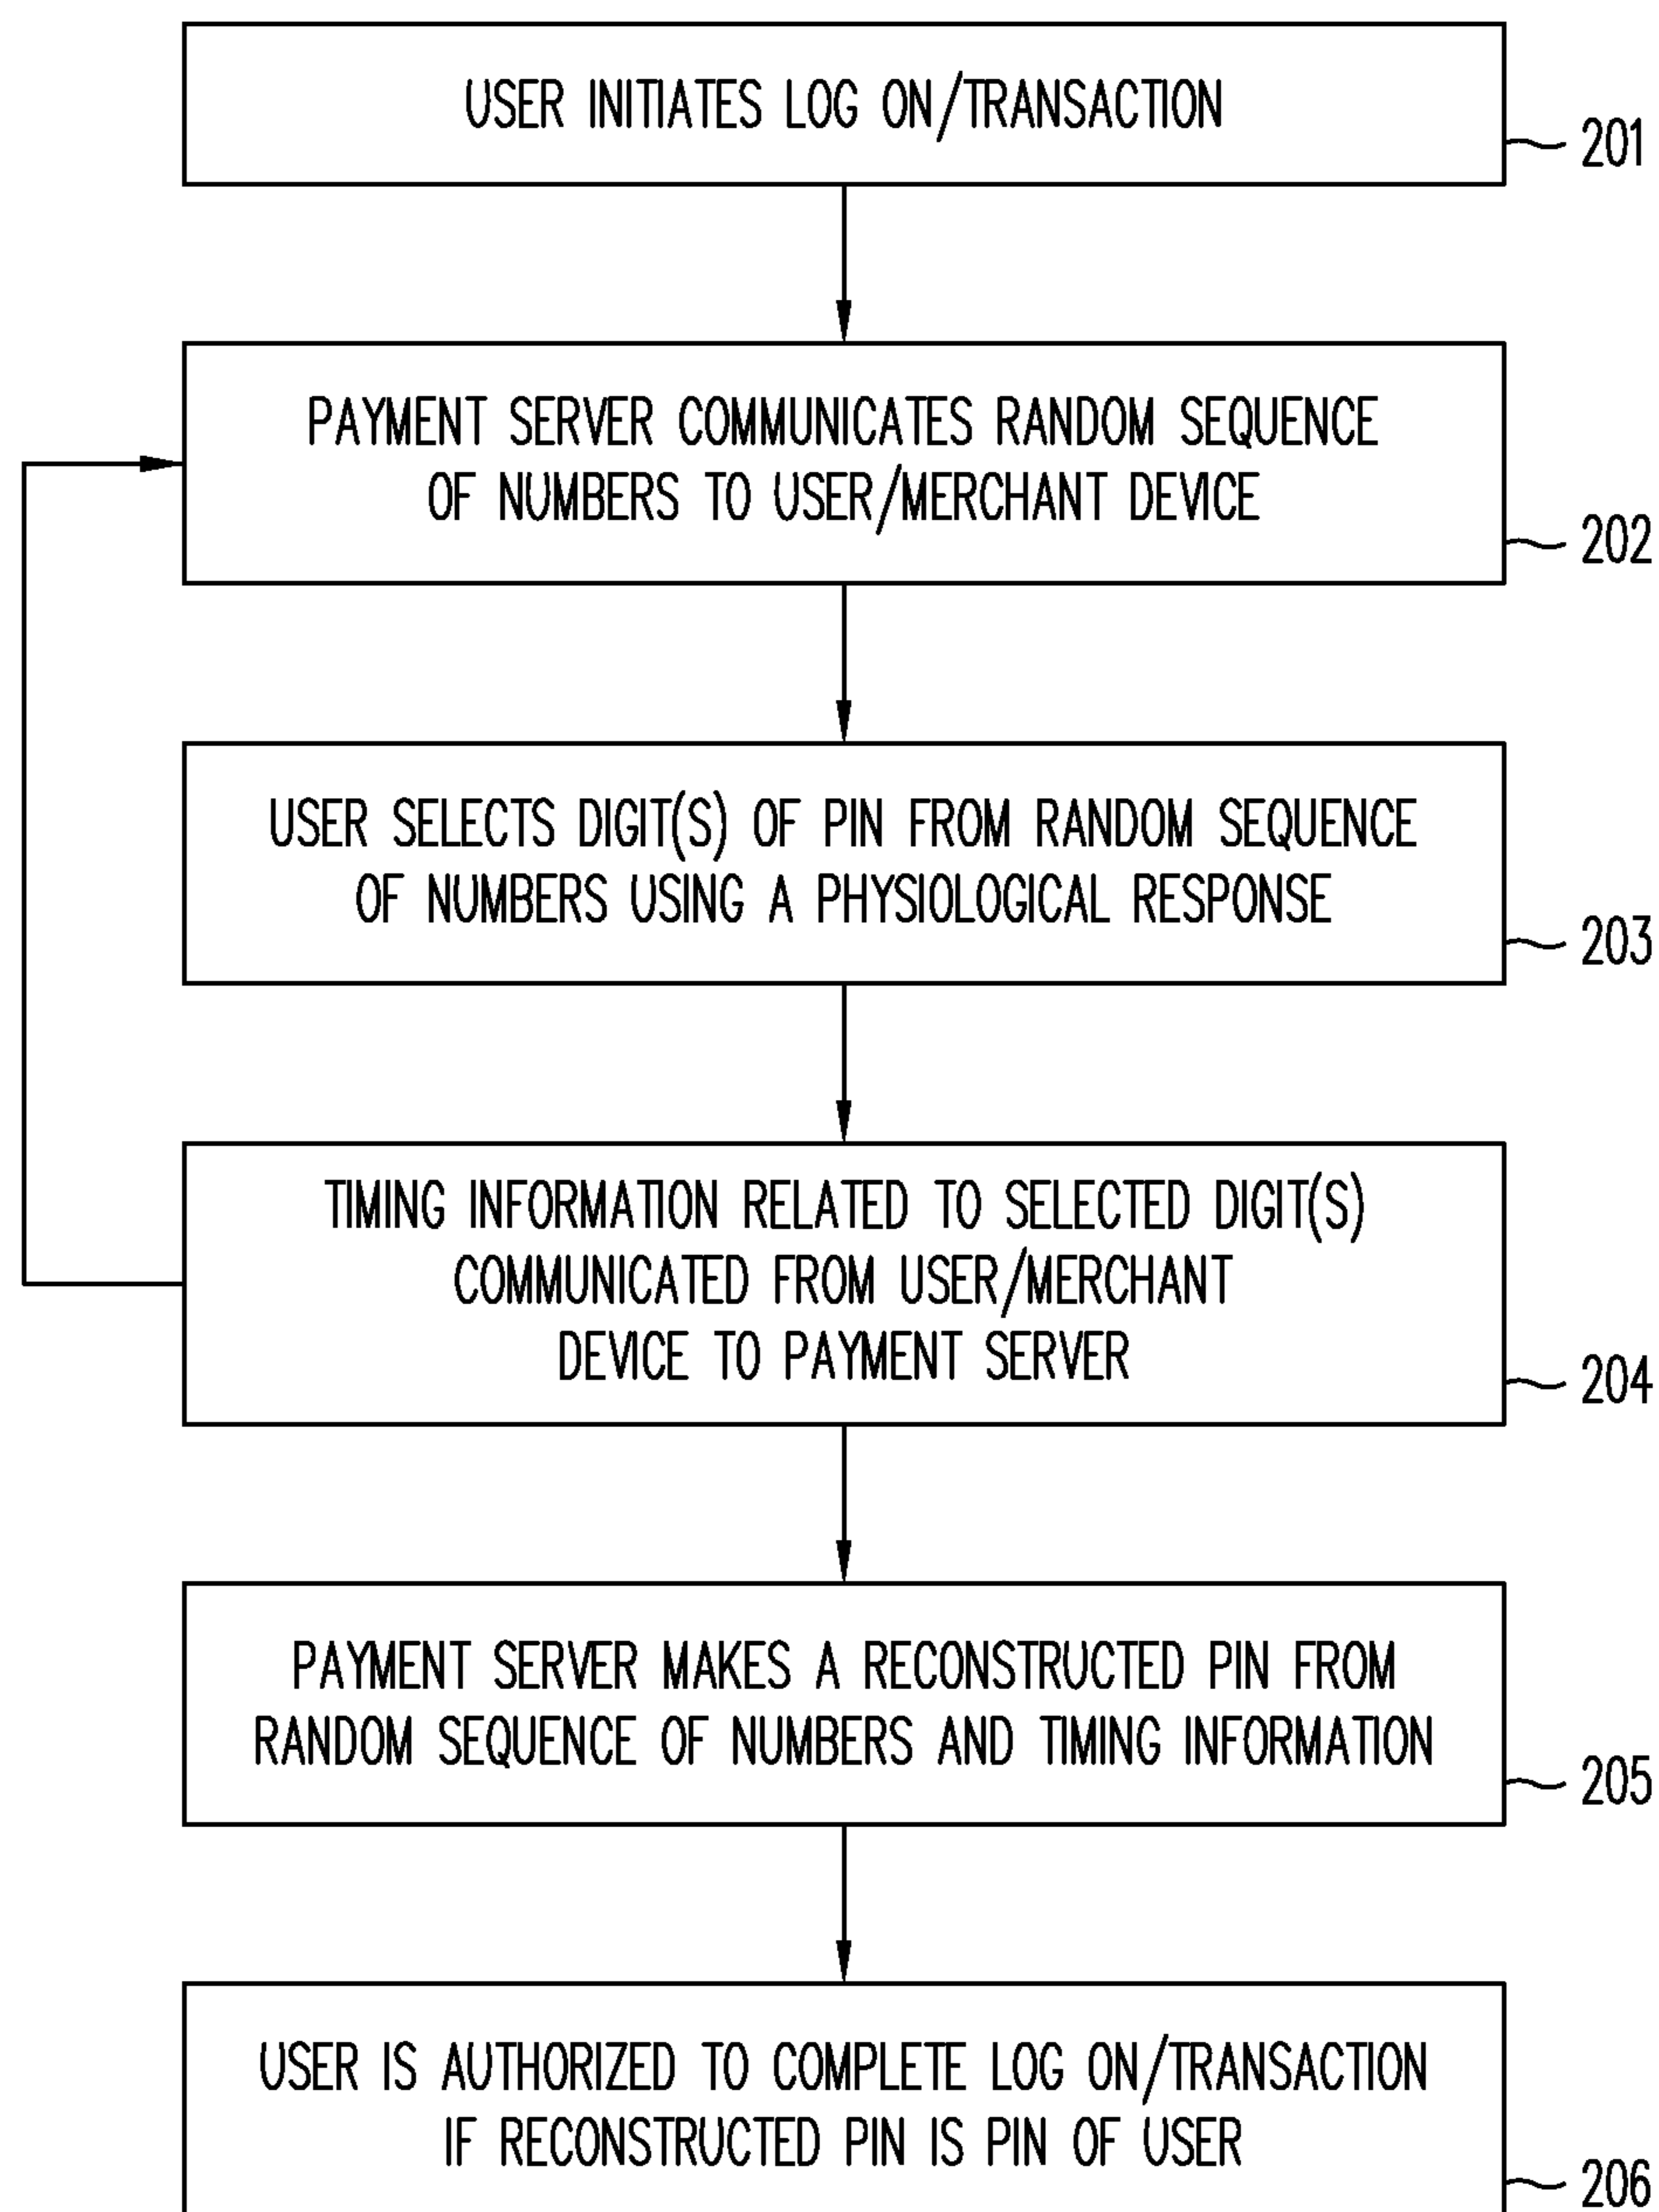 USER INITIATES LOG ON/TRANSACTION
201
PAYMENT SERVER COMMUNICATES RANDOM SEQUENCE
OF NUMBERS TO USER/MERCHANT DEVICE
202
USER SELECTS DIGIT(S) OF PIN FROM RANDOM SEQUENCE
OF NUMBERS USING A PHYSIOLOGICAL RESPONSE
203
TIMING INFORMATION RELATED TO SELECTED DIGIT(S)
COMMUNICATED FROM USER/MERCHANT
DEVICE TO PAYMENT SERVER
204
PAYMENT SERVER MAKES A RECONSTRUCTED PIN FROM
RANDOM SEQUENCE OF NUMBERS AND TIMING INFORMATION
205
USER IS AUTHORIZED TO COMPLETE LOG ON/TRANSACTION
IF RECONSTRUCTED PIN IS PIN OF USER
206